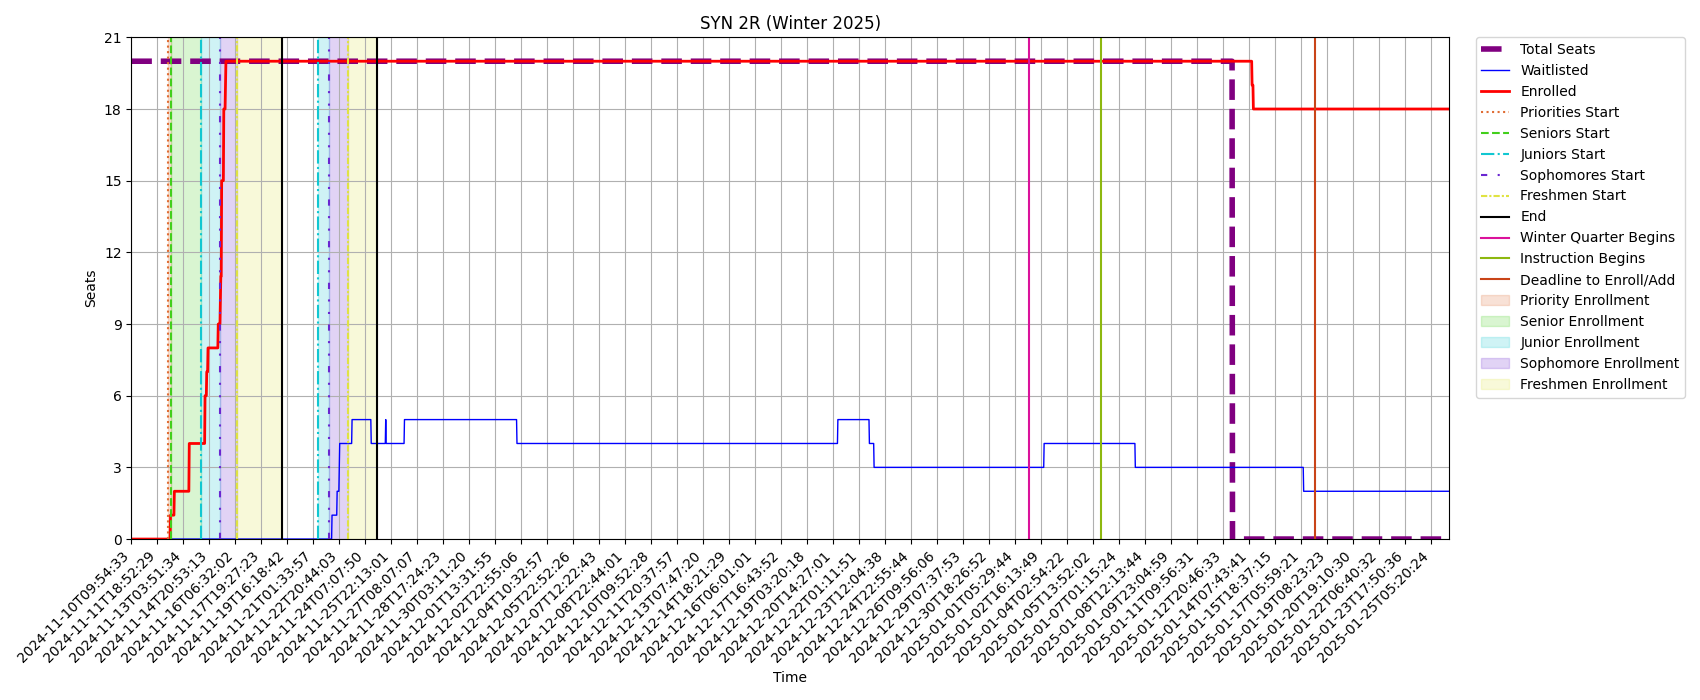 SYN 2R (Winter 2025)
Seats
21
18
15
12
9
6
3
0
2024-11-10T09:54:33
2024-11-11T18:52:29
2024-11-13T03:51:34
2024-11-14T20:53:13
2024-11-16T06:32:02
2024-11-17T19:27:23
2024-11-19T16:18:42
2024-11-21T01:33:57
2024-11-22T20:44:03
2024-11-24T07:07:50
2024-11-25T22:13:01
2024-11-27T08:07:07
2024-11-28T17:24:23
2024-11-30T03:11:20
2024-12-01T13:31:55
2024-12-02T22:55:06
2024-12-04T10:32:57
2024-12-05T22:52:26
2024-12-07T12:22:43
2024-12-08T22:44:01
2024-12-10T09:52:28
2024-12-11T20:37:57
2024-12-13T07:47:20
2024-12-14T18:21:29
2024-12-16T06:01:01
2024-12-17T16:43:52
2024-12-19T03:20:18
2024-12-20T14:27:01
2024-12-22T01:11:51
2024-12-23T12:04:38
2024-12-24T22:55:44
2024-12-26T09:56:06
2024-12-29T07:37:53
2024-12-30T18:26:52
2025-01-01T05:29:44
2025-01-02T16:13:49
2025-01-04T02:54:22
2025-01-05T13:52:02
2025-01-07T01:15:24
2025-01-08T12:13:44
2025-01-09T23:04:59
2025-01-11T09:56:31
2025-01-12T20:46:33
2025-01-14T07:43:41
2025-01-15T18:37:15
2025-01-17T05:59:21
2025-01-19T08:23:23
2025-01-20T19:10:30
2025-01-22T06:40:32
2025-01-23T17:50:36
2025-01-25T05:20:24
Time
Total Seats
Waitlisted
Enrolled
Priorities Start
Seniors Start
Juniors Start
Sophomores Start
Freshmen Start
End
Winter Quarter Begins
Instruction Begins
Deadline to Enroll/Add
Priority Enrollment
Senior Enrollment
Junior Enrollment
Sophomore Enrollment
Freshmen Enrollment